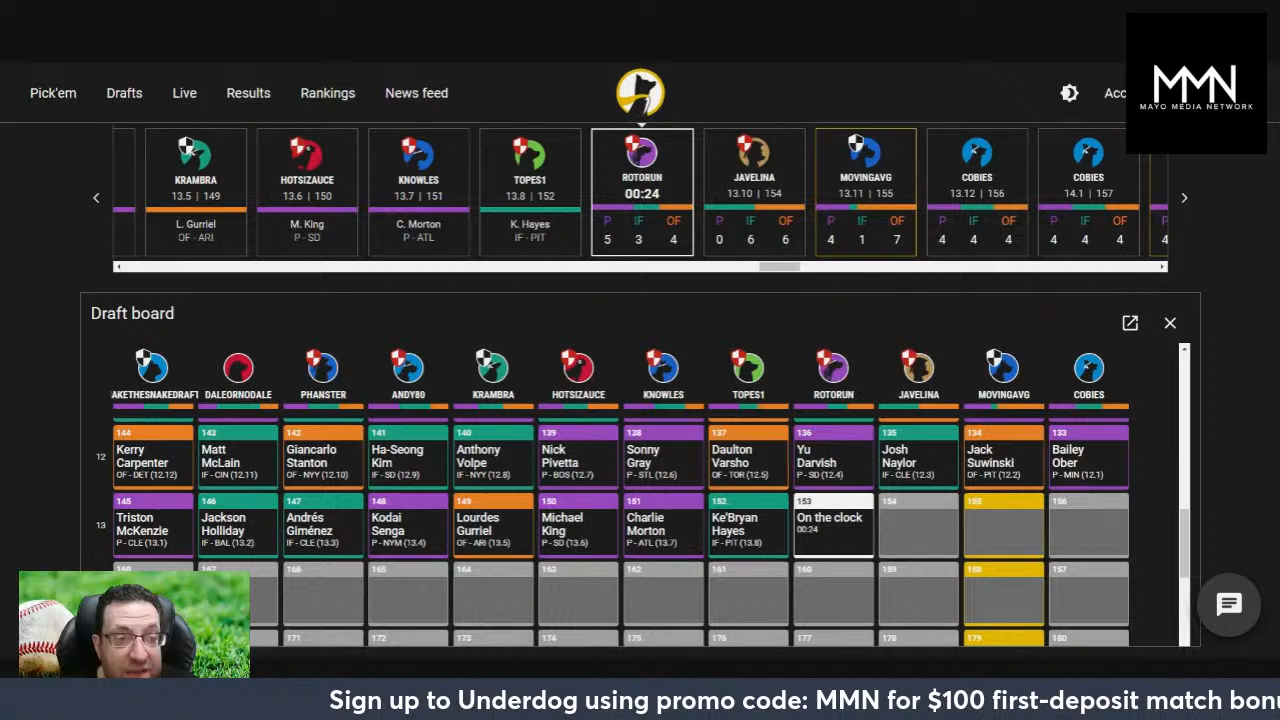 MMN
MAYO MEDIA NETWORK
Pick'em Drafts Live Results Rankings News feed
KRAMBRA
13.5 | 149
L. Gurriel
OF - ARI
HOTSIZAUCE
13.6 | 150
M. King
P - SD
KNOWLES
13.7 | 151
C. Morton
P - ATL
TOPES1
13.8 | 152
K. Hayes
IF - PIT
ROTORUN
00:24
P IF OF
5 3 4
JAVELINA
13.10 | 154
P IF OF
0 6 6
MOVINGAVG
13.11 | 155
P IF OF
4 1 7
COBIES
13.12 | 156
P IF OF
4 4 4
COBIES
14.1 | 157
P IF OF
4 4 4
Draft board
AKETHESNAKEDRAFT DALEORNODALE PHANSTER ANDY80 KRAMBRA HOTSIZAUCE KNOWLES TOPES1 ROTORUN JAVELINA MOVINGAVG COBIES
12
144
Kerry
Carpenter
OF - DET (12.12)
143
Matt
McLain
IF - CIN (12.11)
142
Giancarlo
Stanton
OF - NYY (12.10)
141
Ha-Seong
Kim
IF - SD (12.9)
140
Anthony
Volpe
IF - NYY (12.8)
139
Nick
Pivetta
P - BOS (12.7)
138
Sonny
Gray
P - STL (12.6)
137
Daulton
Varsho
OF - TOR (12.5)
136
Yu
Darvish
P - SD (12.4)
135
Josh
Naylor
IF - CLE (12.3)
134
Jack
Suwinski
OF - PIT (12.2)
133
Bailey
Ober
P - MIN (12.1)
13
145
Triston
McKenzie
P - CLE (13.1)
146
Jackson
Holliday
IF - BAL (13.2)
147
Andrés
Giménez
IF - CLE (13.3)
148
Kodai
Senga
P - NYM (13.4)
149
Lourdes
Gurriel
OF - ARI (13.5)
150
Michael
King
P - SD (13.6)
151
Charlie
Morton
P - ATL (13.7)
152
Ke'Bryan
Hayes
IF - PIT (13.8)
153
On the clock
00:24
154 155 156
166 165 164 163 162 161 160 159 158 157
171 172 173 174 175 176 177 178 179 180
Sign up to Underdog using promo code: MMN for $100 first-deposit match bon